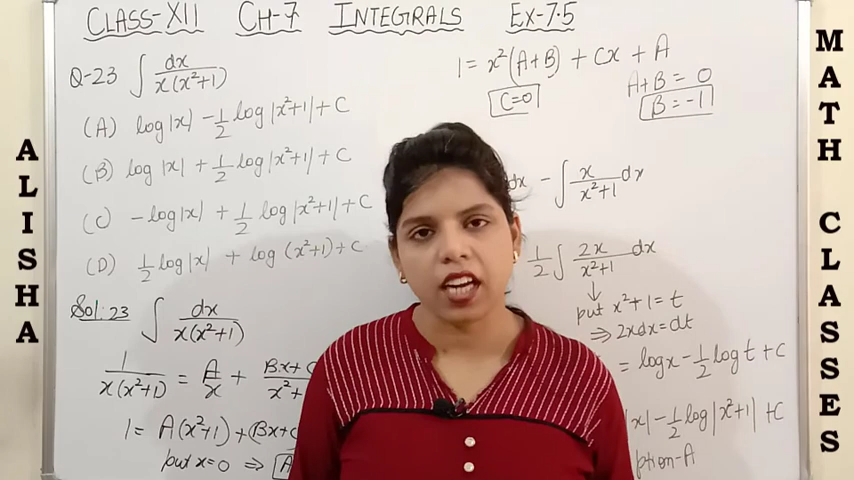 CLASS-XII CH-7 INTEGRALS EX-7.5
Q-23 ∫ dx / x(x²+1)
(A) log|x| - 1/2 log|x²+1| + C
(B) log|x| + 1/2 log|x²+1| + C
(C) -log|x| + 1/2 log|x²+1| + C
(D) 1/2 log|x| + log (x²+1) + C
Sol:23 ∫ dx / x(x²+1)
1 / x(x²+1) = A/x + Bx+C / x²+
1 = A(x²+1) + (Bx+C
put x=0 ⇒ A
1 = x²(A+B) + Cx + A
C=0
A+B = 0
B = -1
dx - ∫ x / x²+1 dx
1/2 ∫ 2x / x²+1 dx
↓
put x²+1 = t
⇒ 2xdx = dt
= logx - 1/2 log t + C
|x| - 1/2 log |x²+1| + C
ption-A
ALISHA
MATH CLASSES